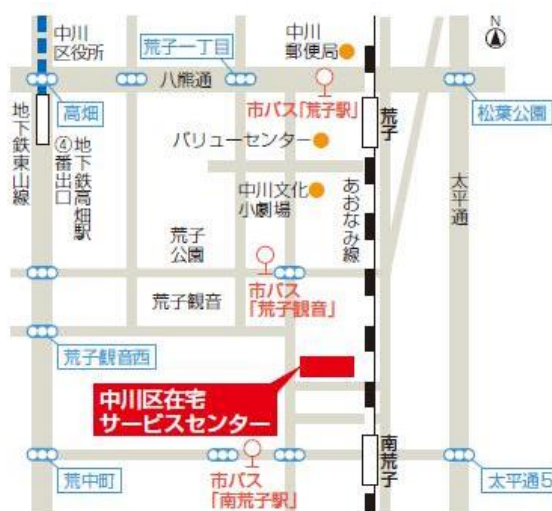 N
中川
区役所
荒子一丁目
中川
郵便局
八熊通
高畑
市バス「荒子駅」
荒子
松葉公園
地下鉄東山線
④番出口
地下鉄高畑駅
バリューセンター
中川文化
小劇場
あおなみ線
太平通
荒子
公園
荒子観音
市バス
「荒子観音」
荒子観音西
中川区在宅
サービスセンター
荒中町
市バス
「南荒子駅」
南荒子
太平通5